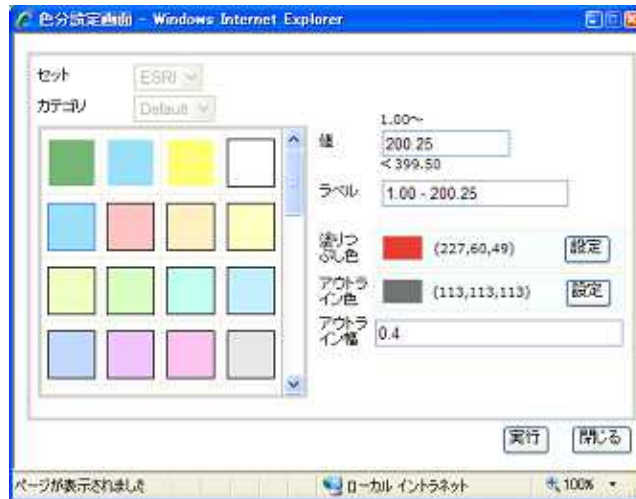 色分設定画面 - Windows Internet Explorer
セット
ESRI
カテゴリ
Default
1.00～
値
200.25
< 399.50
ラベル
1.00 - 200.25
塗りつ
ぶし色
(227,60,49)
設定
アウトラ
イン色
(113,113,113)
設定
アウトラ
イン幅
0.4
実行
閉じる
ページが表示されました
ローカル イントラネット
100%